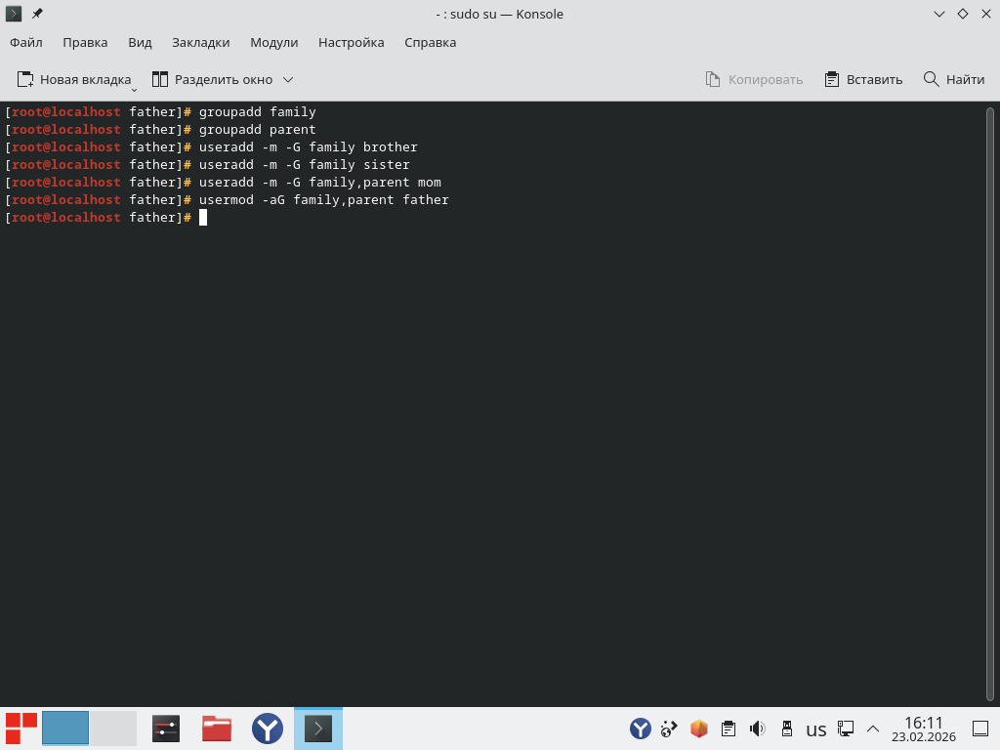 - : sudo su — Konsole
Файл Правка Вид Закладки Модули Настройка Справка
Новая вкладка Разделить окно Копировать Вставить Найти
[root@localhost father]# groupadd family
[root@localhost father]# groupadd parent
[root@localhost father]# useradd -m -G family brother
[root@localhost father]# useradd -m -G family sister
[root@localhost father]# useradd -m -G family,parent mom
[root@localhost father]# usermod -aG family,parent father
[root@localhost father]#
us 16:11
23.02.2026